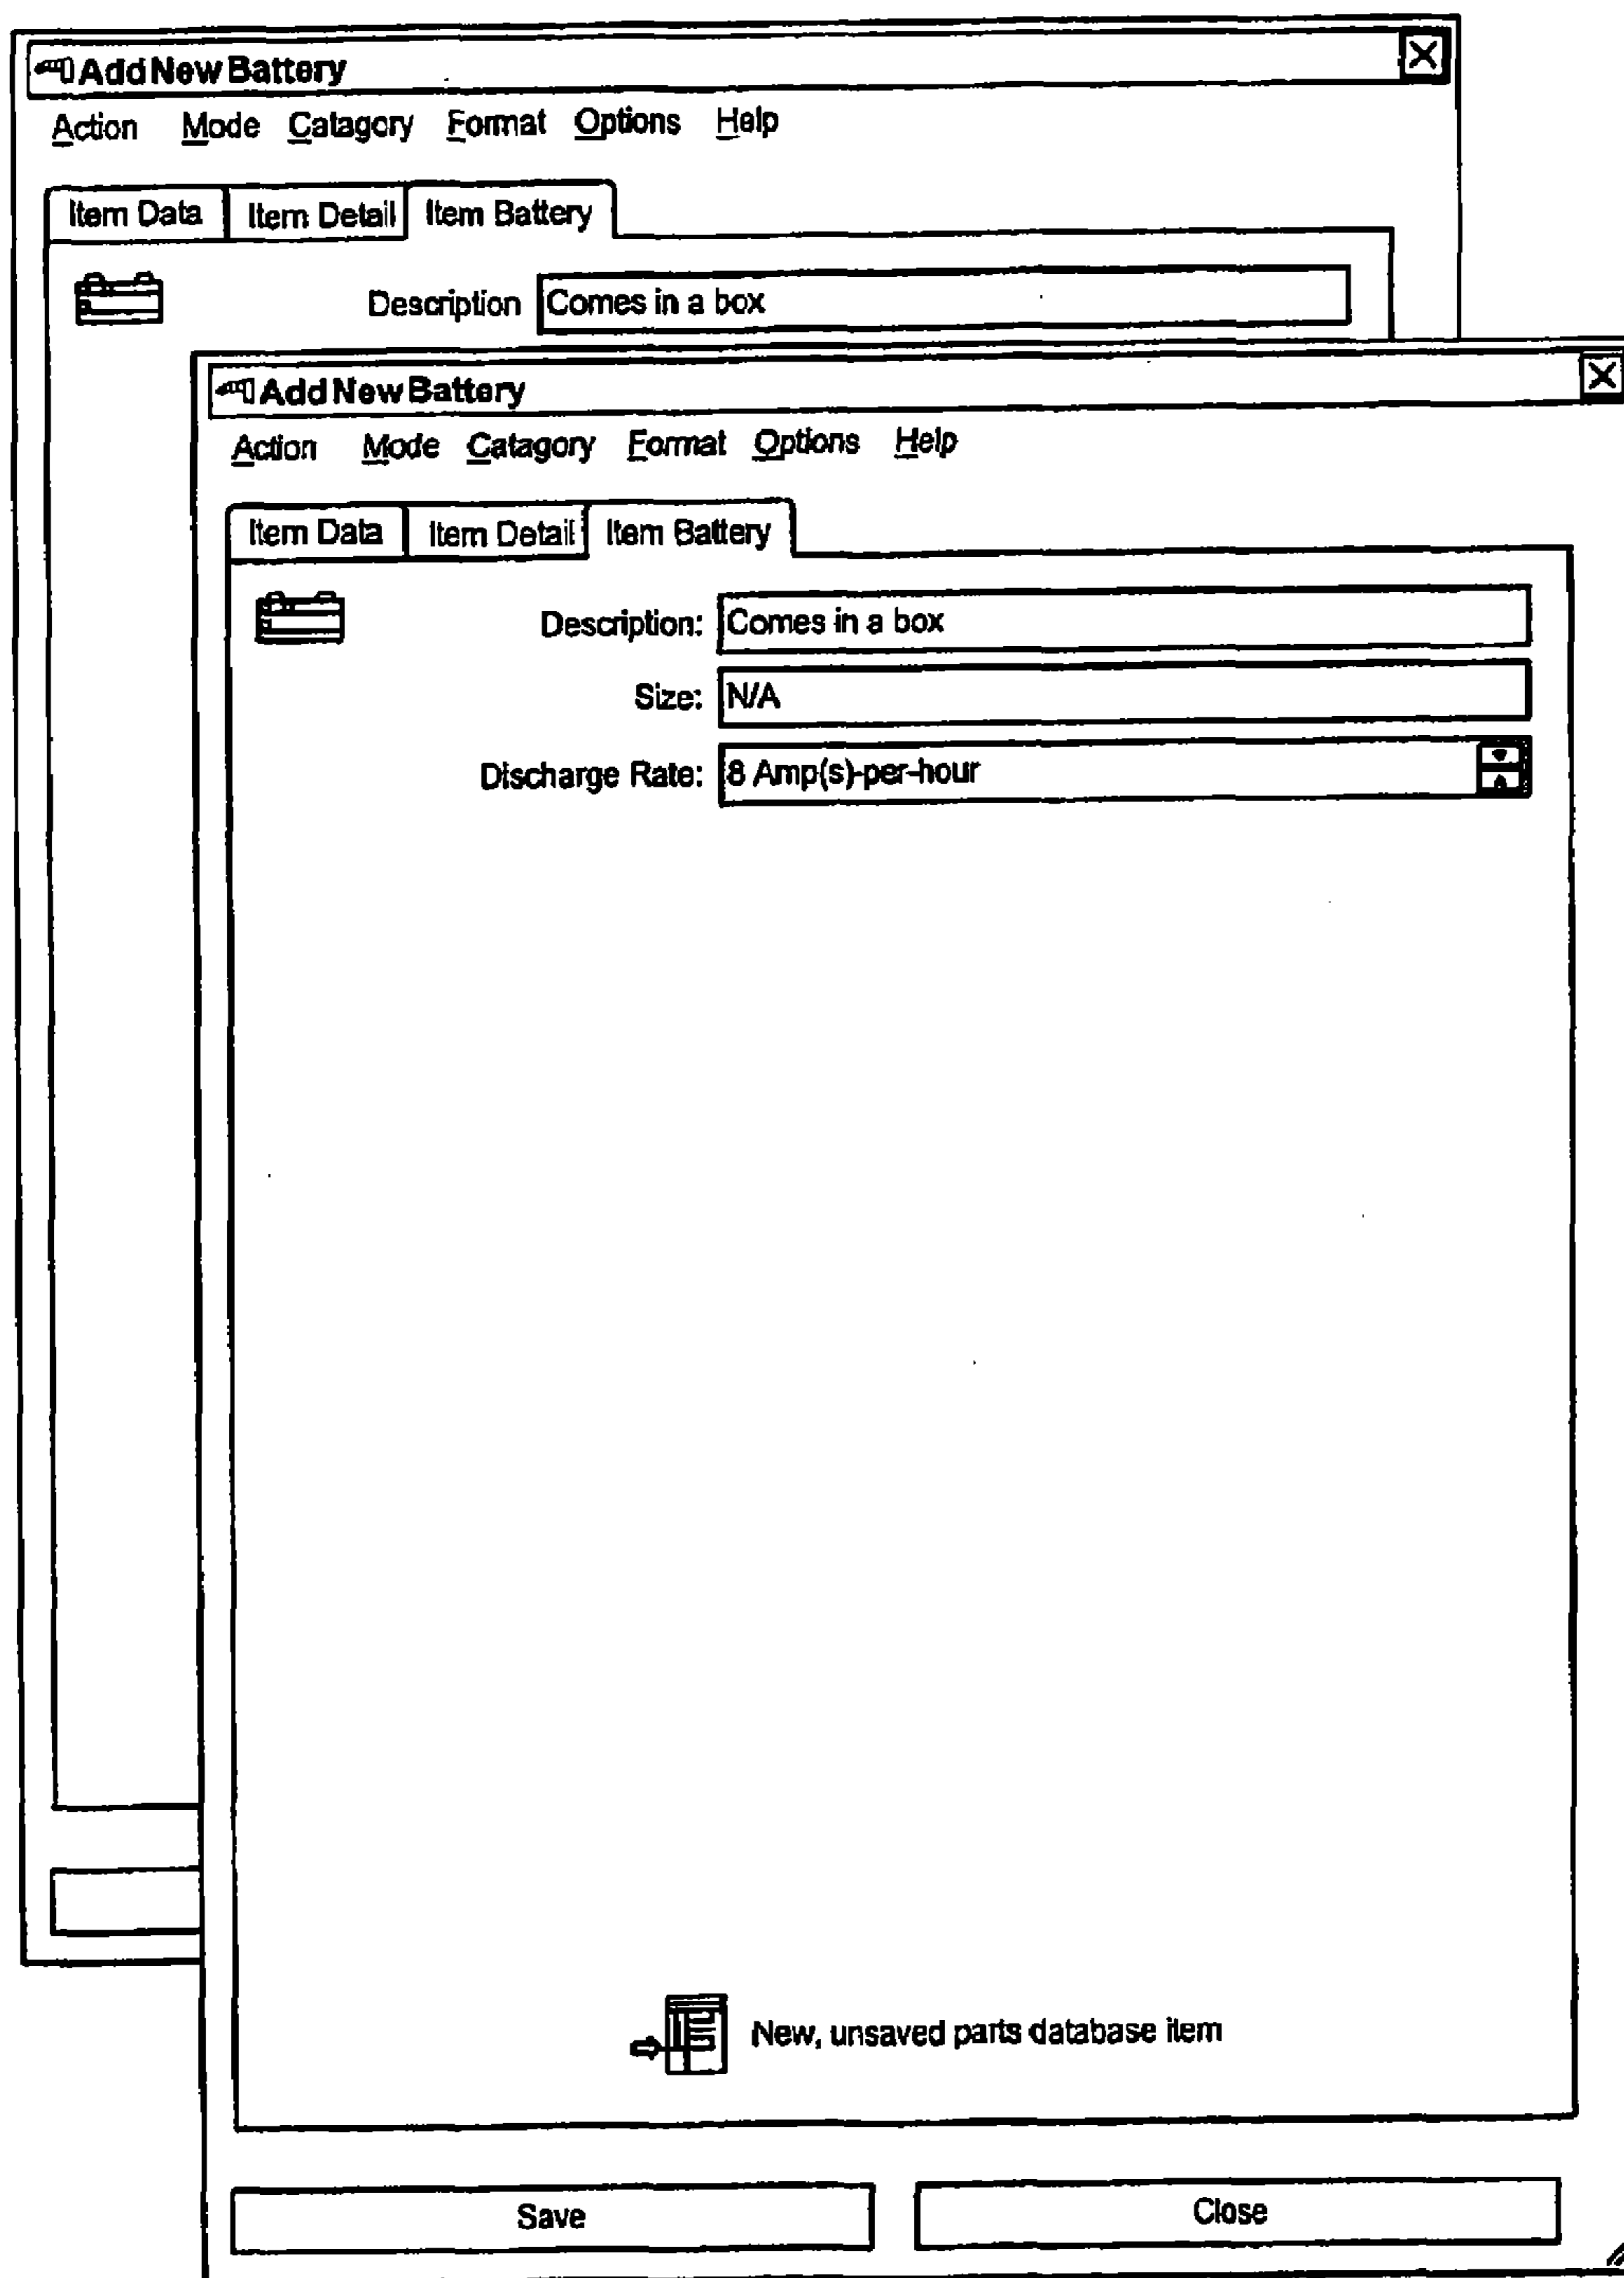 Add New Battery
Action Mode Catagory Format Options Help
Item Data Item Detail Item Battery
Description Comes in a box
Add New Battery
Action Mode Catagory Format Options Help
Item Data Item Detail Item Battery
Description: Comes in a box
Size: N/A
Discharge Rate: 8 Amp(s)-per-hour
New, unsaved parts database item
Save Close